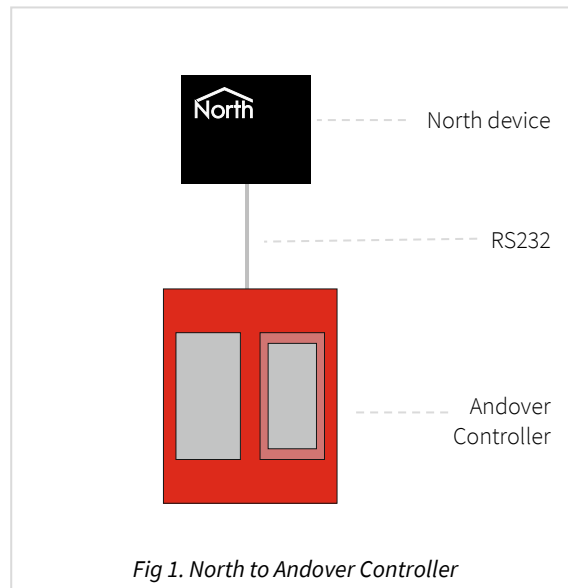 North
North device
RS232
Andover
Controller
Fig 1. North to Andover Controller